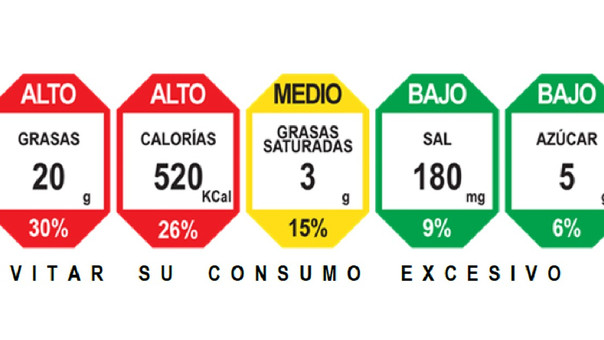 ALTO
GRASAS
20 g
30%
ALTO
CALORÍAS
520 KCal
26%
MEDIO
GRASAS
SATURADAS
3 g
15%
BAJO
SAL
180 mg
9%
BAJO
AZÚCAR
5 g
6%
VITAR SU CONSUMO EXCESIVO